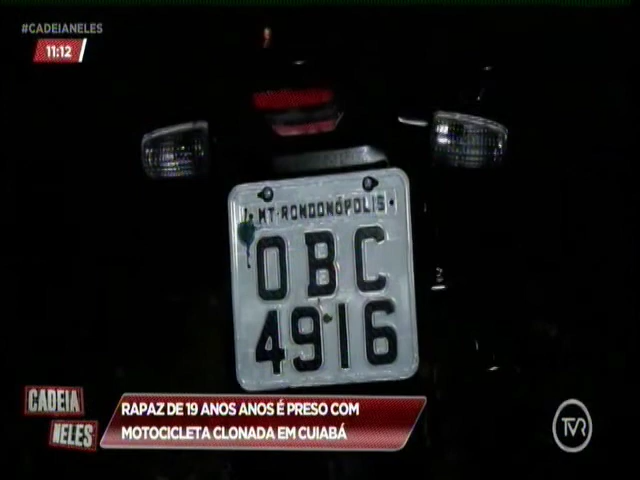 #CADEIANELES
11:12
MT-RONDONÓPOLIS
OBC
4916
CADEIA
NELES
RAPAZ DE 19 ANOS ANOS É PRESO COM
MOTOCICLETA CLONADA EM CUIABÁ
TVR